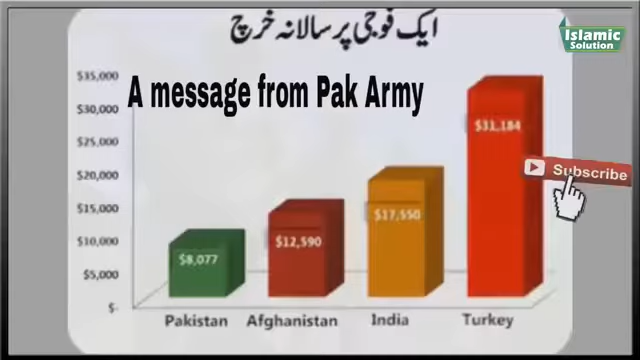 ایک فوجی پر سالانہ خرچ
Islamic
Solution
$35,000
A message from Pak Army
$30,000
$31,184
$25,000
$20,000
Subscribe
$17,550
$15,000
$12,590
$10,000
$8,077
$5,000
$-
Pakistan Afghanistan India Turkey